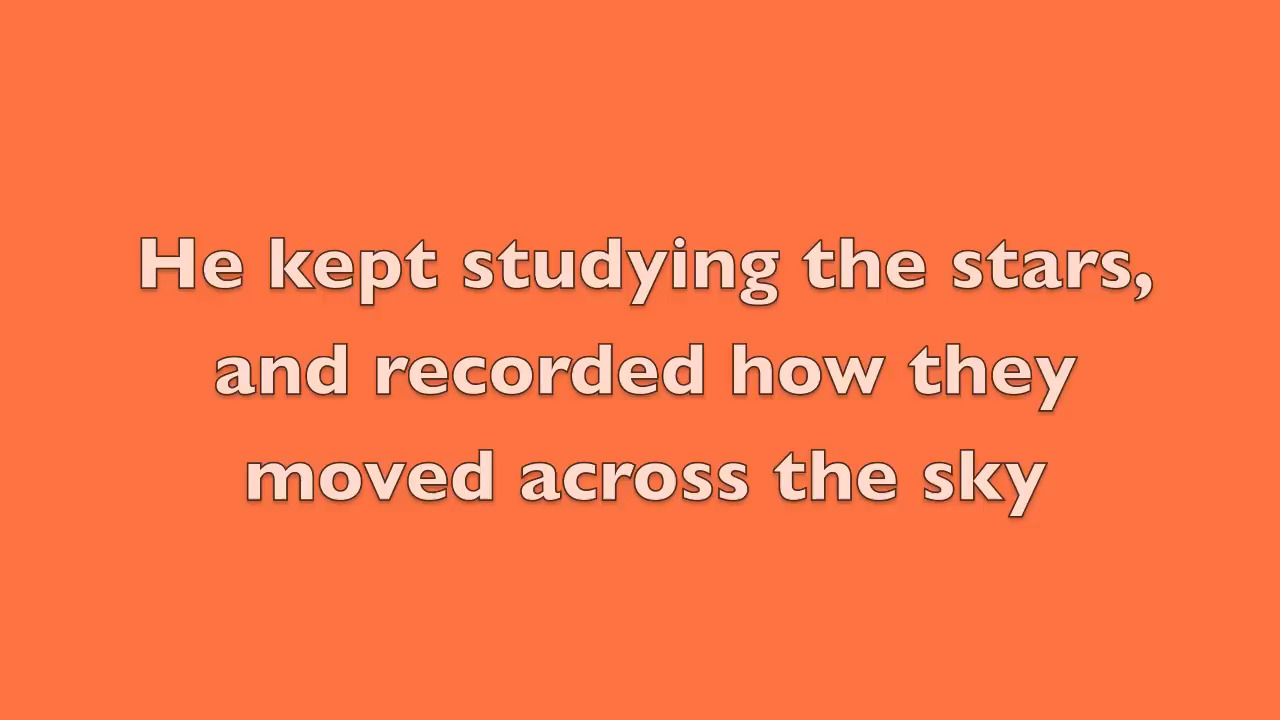 He kept studying the stars,
and recorded how they
moved across the sky